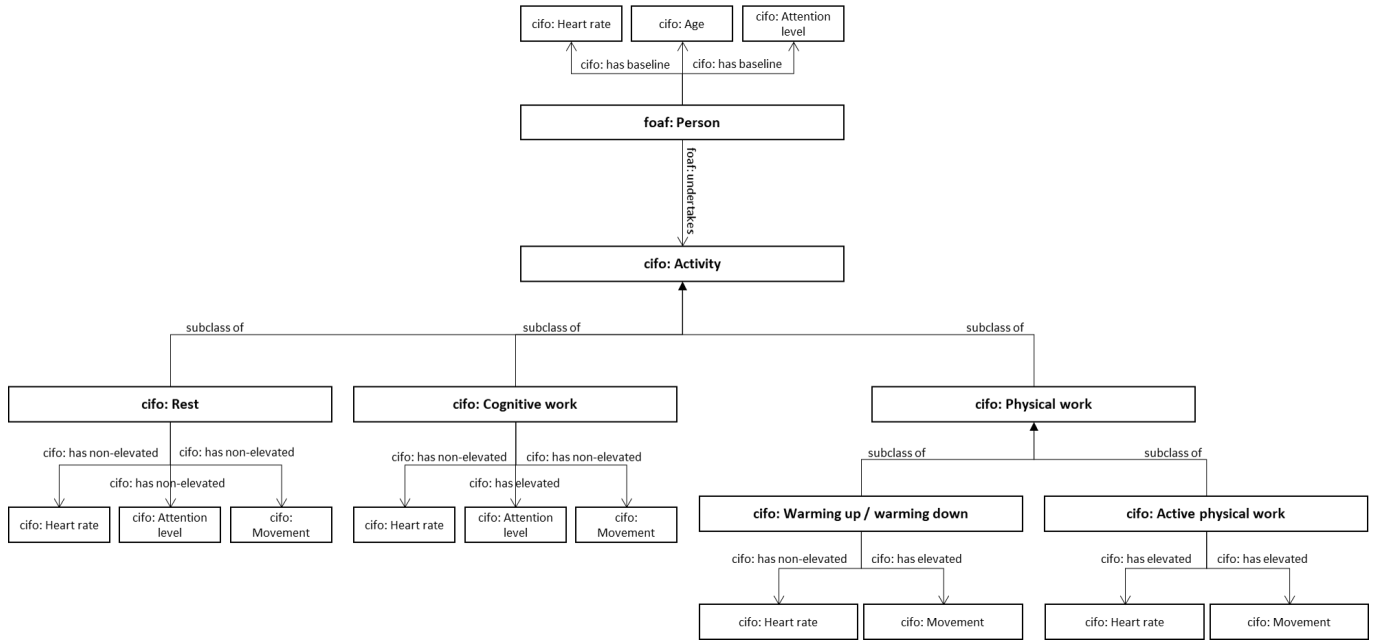 cifo: Heart rate
cifo: Age
cifo: Attention
level
cifo: has baseline
cifo: has baseline
foaf: Person
foaf: undertakes
cifo: Activity
subclass of
subclass of
subclass of
cifo: Rest
cifo: Cognitive work
cifo: Physical work
cifo: has non-elevated
cifo: has non-elevated
cifo: has non-elevated
cifo: Heart rate
cifo: Attention
level
cifo:
Movement
cifo: has non-elevated
cifo: has non-elevated
cifo: has elevated
cifo: Heart rate
cifo: Attention
level
cifo:
Movement
subclass of
subclass of
cifo: Warming up / warming down
cifo: Active physical work
cifo: has non-elevated
cifo: has elevated
cifo: has elevated
cifo: has elevated
cifo: Heart rate
cifo: Movement
cifo: Heart rate
cifo: Movement